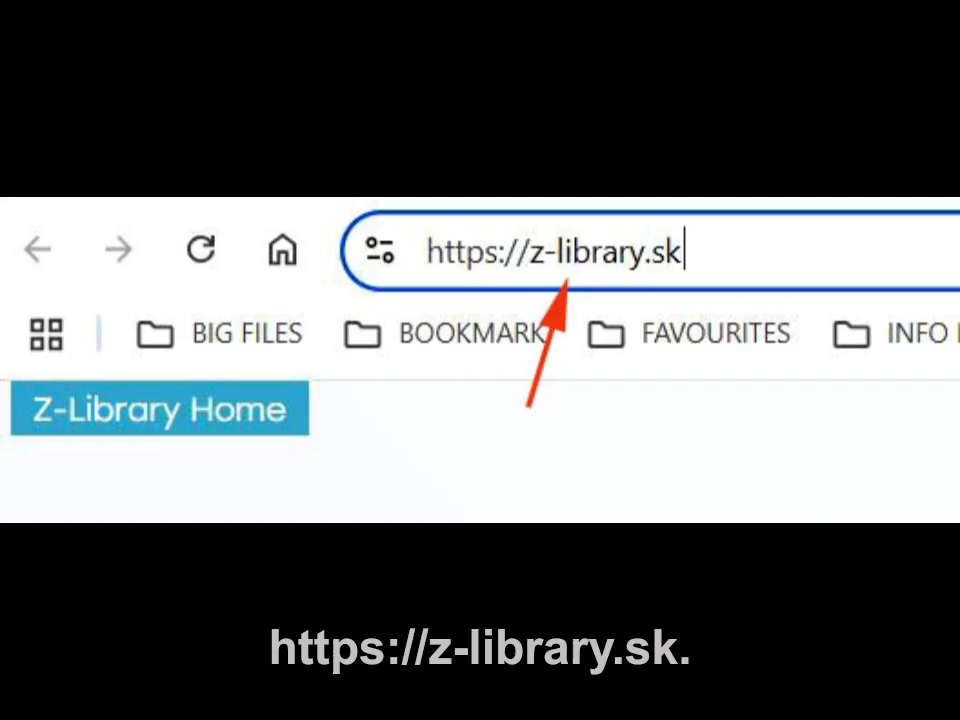 https://z-library.sk
BIG FILES BOOKMARK FAVOURITES INFO
Z-Library Home
https://z-library.sk.